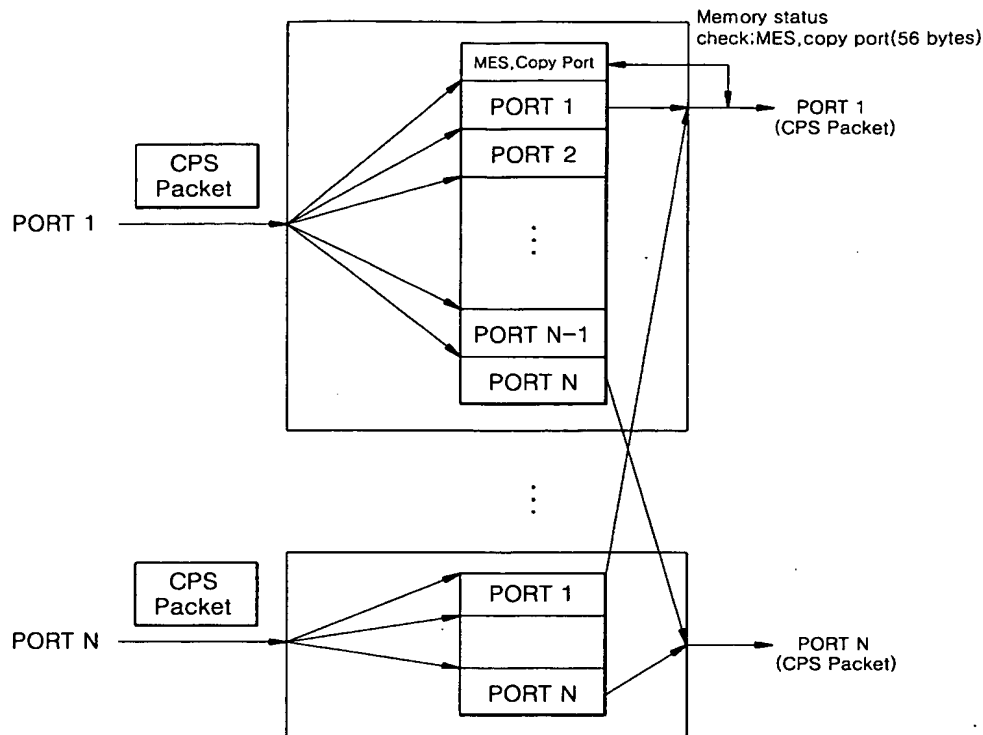 Memory status
check;MES,copy port(56 bytes)
MES,Copy Port
PORT 1
PORT 1
(CPS Packet)
PORT 2
CPS
Packet
PORT 1
PORT N-1
PORT N
CPS
Packet
PORT 1
PORT N
PORT N
(CPS Packet)
PORT N